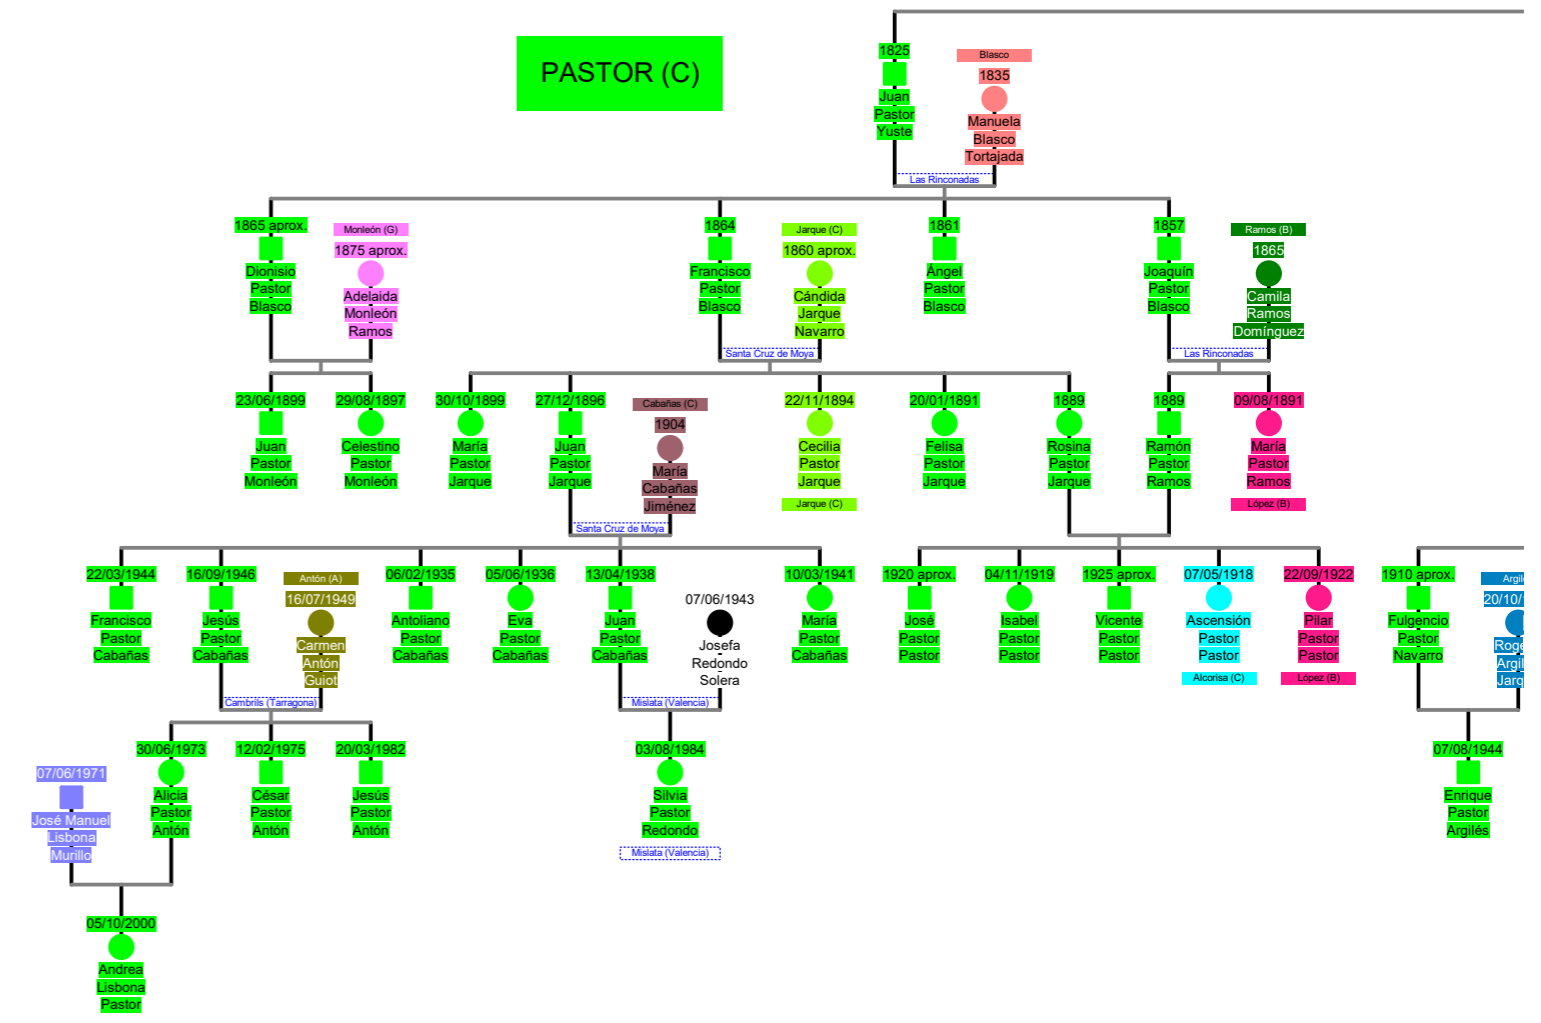 PASTOR (C)
1825
Juan
Pastor
Yuste
Blasco
1835
Manuela
Blasco
Tortajada
Las Rinconadas
1865 aprox.
Dionisio
Pastor
Blasco
Monleón (G)
1875 aprox.
Adelaida
Monleón
Ramos
1864
Francisco
Pastor
Blasco
Jarque (C)
1860 aprox.
Cándida
Jarque
Navarro
Santa Cruz de Moya
1861
Ángel
Pastor
Blasco
1857
Joaquín
Pastor
Blasco
Ramos (B)
1865
Camila
Ramos
Domínguez
Las Rinconadas
23/06/1899
Juan
Pastor
Monleón
29/08/1897
Celestino
Pastor
Monleón
30/10/1899
María
Pastor
Jarque
27/12/1896
Juan
Pastor
Jarque
Cabañas (C)
1904
María
Cabañas
Jiménez
Santa Cruz de Moya
22/11/1894
Cecilia
Pastor
Jarque
Jarque (C)
20/01/1891
Felisa
Pastor
Jarque
1889
Rosina
Pastor
Jarque
1889
Ramón
Pastor
Ramos
09/08/1891
María
Pastor
Ramos
López (B)
22/03/1944
Francisco
Pastor
Cabañas
16/09/1946
Jesús
Pastor
Cabañas
Antón (A)
16/07/1949
Carmen
Antón
Guiot
Cambrils (Tarragona)
06/02/1935
Antoliano
Pastor
Cabañas
05/06/1936
Eva
Pastor
Cabañas
13/04/1938
Juan
Pastor
Cabañas
07/06/1943
Josefa
Redondo
Solera
Mislata (Valencia)
10/03/1941
María
Pastor
Cabañas
1920 aprox.
José
Pastor
Pastor
04/11/1919
Isabel
Pastor
Pastor
1925 aprox.
Vicente
Pastor
Pastor
07/05/1918
Ascensión
Pastor
Pastor
Alcorisa (C)
22/09/1922
Pilar
Pastor
Pastor
López (B)
1910 aprox.
Fulgencio
Pastor
Navarro
07/06/1971
José Manuel
Lisbona
Murillo
30/06/1973
Alicia
Pastor
Antón
12/02/1975
César
Pastor
Antón
20/03/1982
Jesús
Pastor
Antón
03/08/1984
Silvia
Pastor
Redondo
Mislata (Valencia)
07/08/1944
Enrique
Pastor
Argilés
05/10/2000
Andrea
Lisbona
Pastor